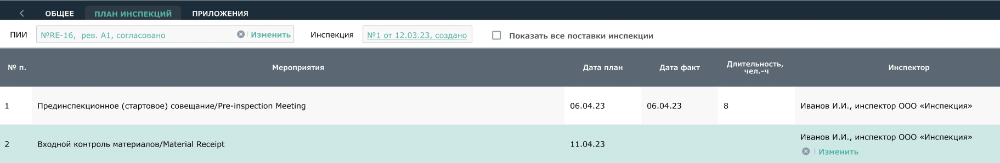 ОБЩЕЕ ПЛАН ИНСПЕКЦИЙ ПРИЛОЖЕНИЯ
ПИИ №RE-16, рев. А1, согласовано Изменить Инспекция №1 от 12.03.23, создано Показать все поставки инспекции
№ п. Мероприятия Дата план Дата факт Длительность, чел.-ч Инспектор
1 Прединспекционное (стартовое) совещание/Pre-inspection Meeting 06.04.23 06.04.23 8 Иванов И.И., инспектор ООО «Инспекция»
2 Входной контроль материалов/Material Receipt 11.04.23 Иванов И.И., инспектор ООО «Инспекция»
Изменить